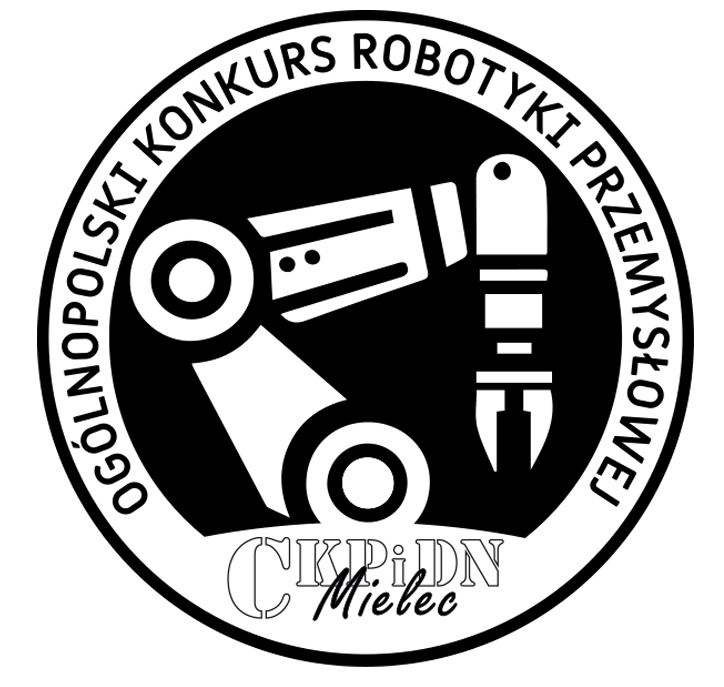 OGÓLNOPOLSKI KONKURS ROBOTYKI PRZEMYSŁOWEJ
CKPiDN
Mielec